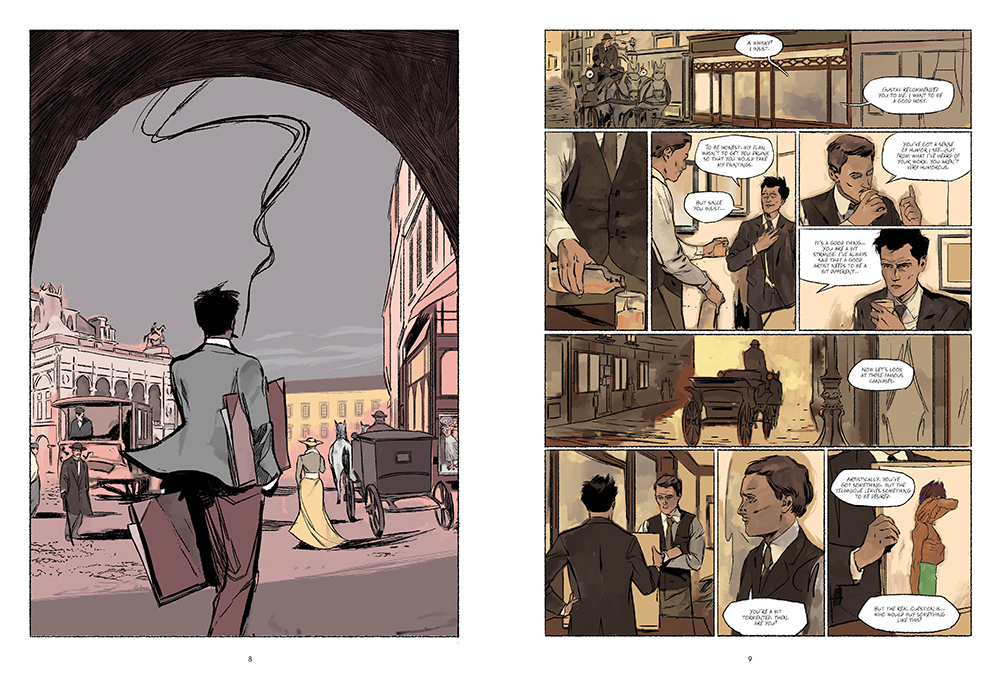 A WHISKY?
I INSIST.
GUSTAV RECOMMENDED
YOU TO ME. I WANT TO BE
A GOOD HOST.
TO BE HONEST, MY PLAN
WASN'T TO GET YOU DRUNK
SO THAT YOU WOULD TAKE
MY PAINTINGS.
BUT SINCE
YOU INSIST...
YOU'VE GOT A SENSE
OF HUMOR, I SEE...BUT
FROM WHAT I'VE HEARD OF
YOUR WORK, YOU AREN'T
VERY HUMOROUS.
IT'S A GOOD THING...
YOU ARE A BIT
STRANGE. I'VE ALWAYS
SAID THAT A GOOD
ARTIST NEEDS TO BE A
BIT DIFFERENT...
NOW LET'S LOOK
AT THOSE FAMOUS
CANVASES.
YOU'RE A BIT
TORMENTED, THEN,
ARE YOU?
ARTISTICALLY, YOU'VE
GOT SOMETHING. BUT THE
TECHNIQUE LEAVES SOMETHING
TO BE DESIRED.
BUT THE REAL QUESTION IS...
WHO WOULD BUY SOMETHING
LIKE THIS?
8
9